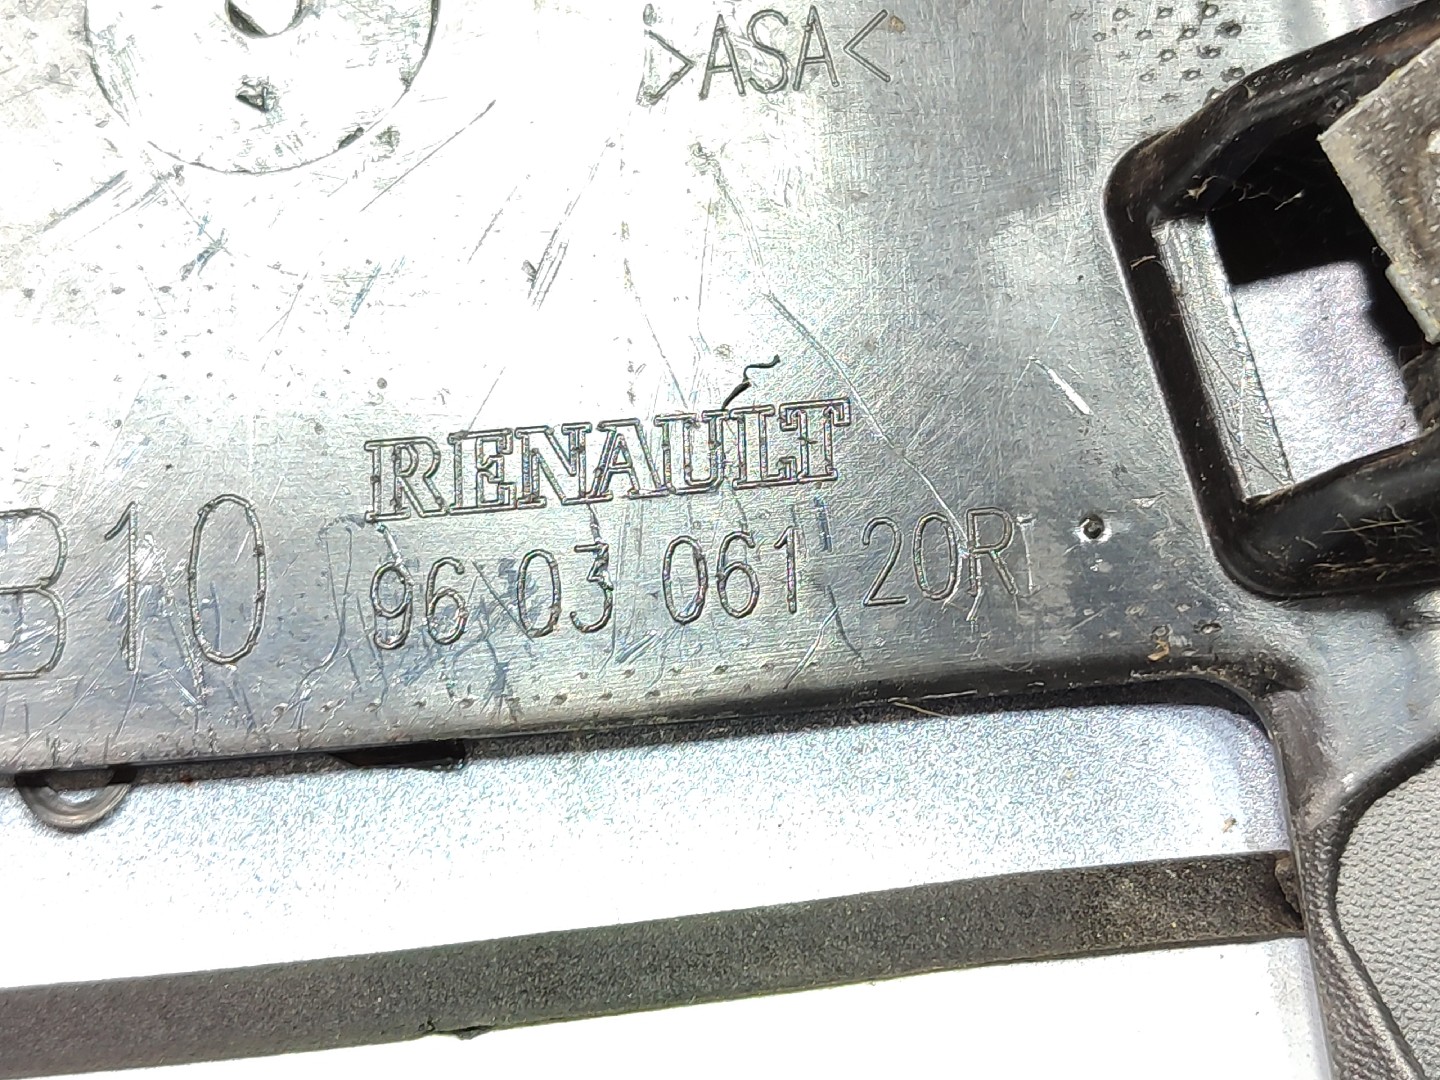 >ASA<
RENAULT
B10
96 03 061 20R